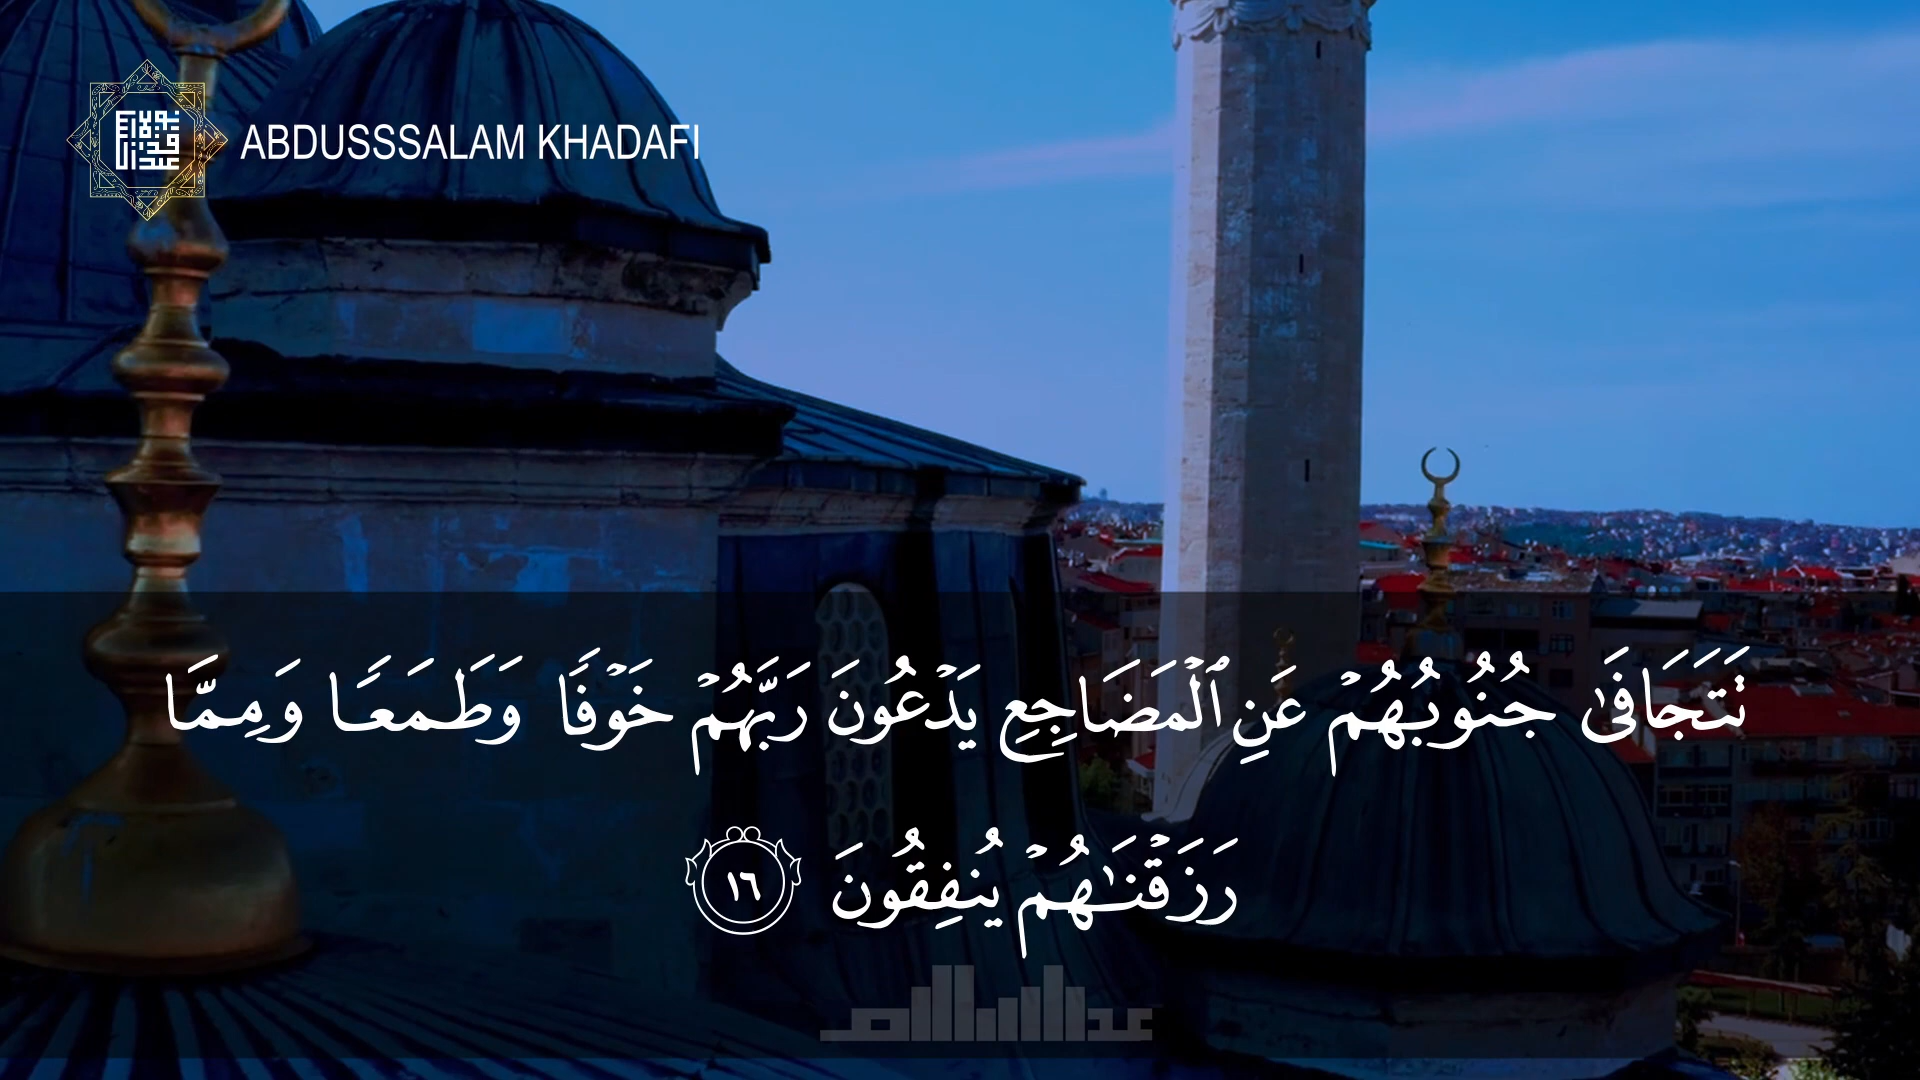 ABDUSSSALAM KHADAFI
تَتَجَافَىٰ جُنُوبُهُمۡ عَنِ ٱلۡمَضَاجِعِ يَدۡعُونَ رَبَّهُمۡ خَوۡفٗا وَطَمَعٗا وَمِمَّا
رَزَقۡنَٰهُمۡ يُنفِقُونَ ١٦